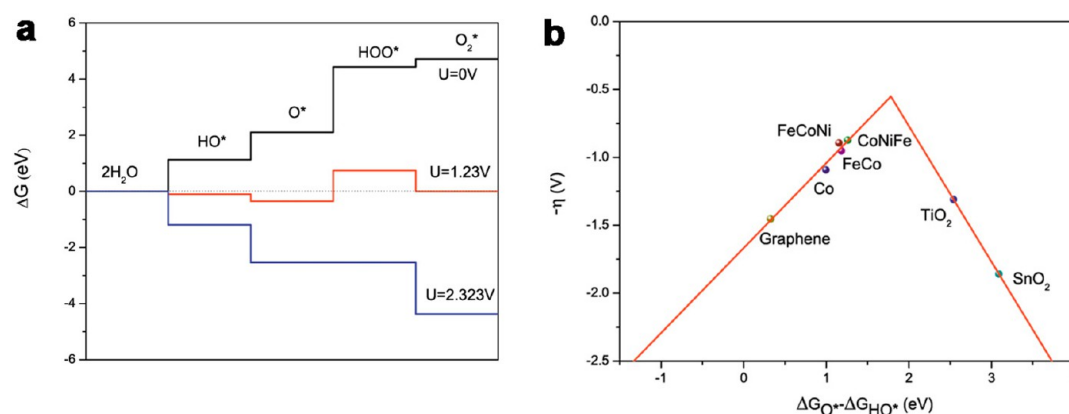 a
6
4
2
0
-2
-4
-6
ΔG (eV)
2H₂O
HO*
O*
HOO*
O₂*
U=0V
U=1.23V
U=2.323V
b
0.0
-0.5
-1.0
-1.5
-2.0
-2.5
-η (V)
FeCoNi
CoNiFe
FeCo
Co
Graphene
TiO₂
SnO₂
-1 0 1 2 3
ΔG_O*-ΔG_HO* (eV)